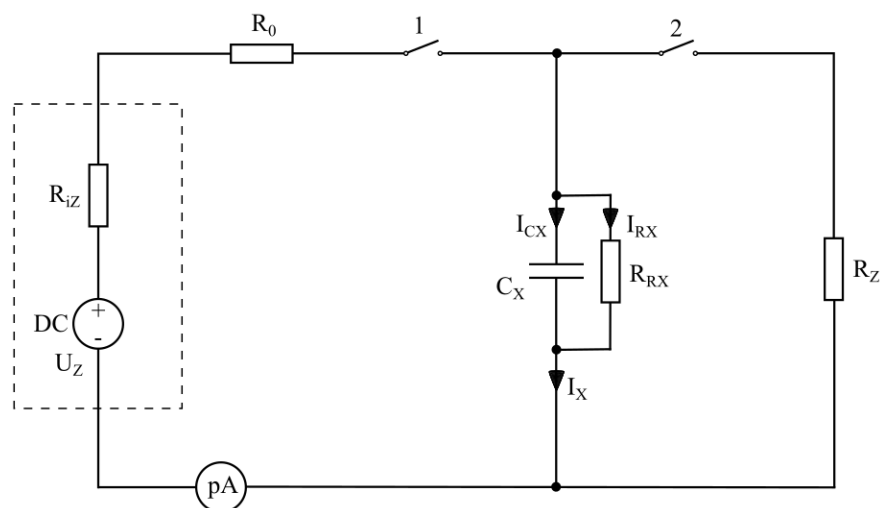 R0
1
2
RiZ
DC
+
-
UZ
ICX
IRX
CX
RRX
RZ
IX
pA